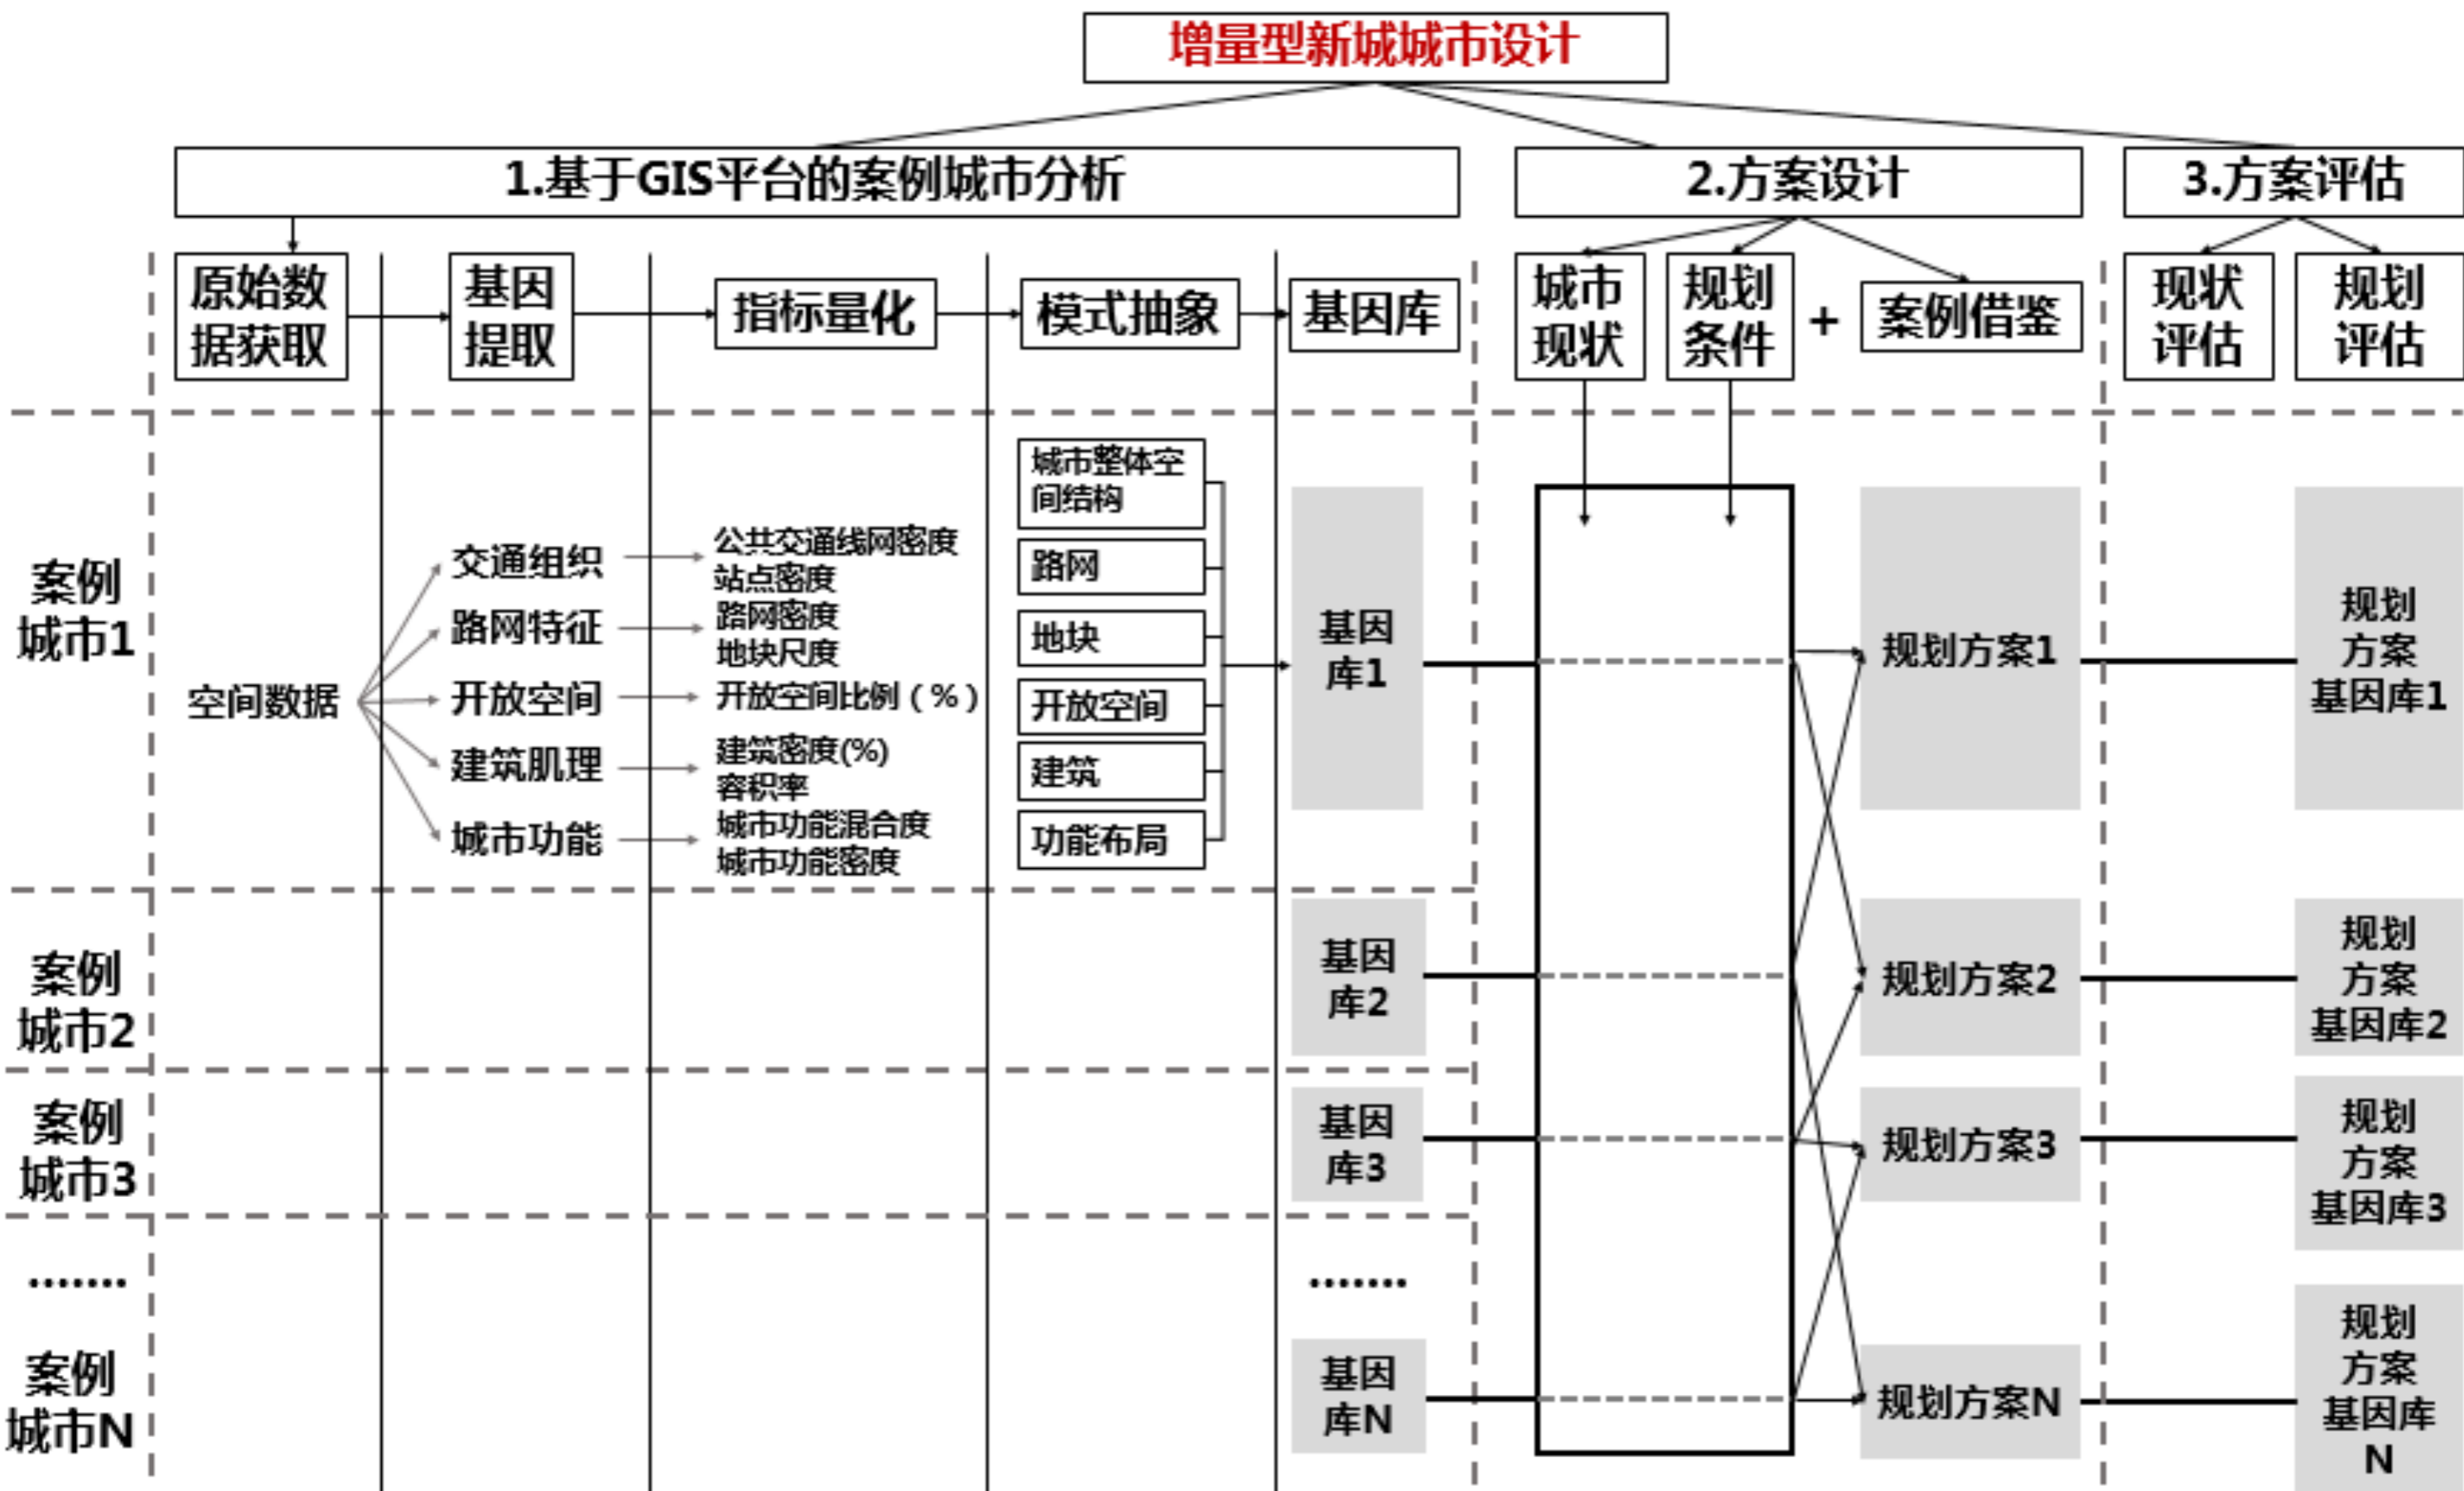 增量型新城城市设计
1.基于GIS平台的案例城市分析
2.方案设计
3.方案评估
原始数
据获取
基因
提取
指标量化
模式抽象
基因库
城市
现状
规划
条件
+
案例借鉴
现状
评估
规划
评估
案例
城市1
空间数据
交通组织
路网特征
开放空间
建筑肌理
城市功能
公共交通线网密度
站点密度
路网密度
地块尺度
开放空间比例（%）
建筑密度(%)
容积率
城市功能混合度
城市功能密度
城市整体空
间结构
路网
地块
开放空间
建筑
功能布局
基因
库1
规划方案1
规划
方案
基因库1
案例
城市2
基因
库2
规划方案2
规划
方案
基因库2
案例
城市3
基因
库3
规划方案3
规划
方案
基因库3
.......
.......
案例
城市N
基因
库N
规划方案N
规划
方案
基因库
N